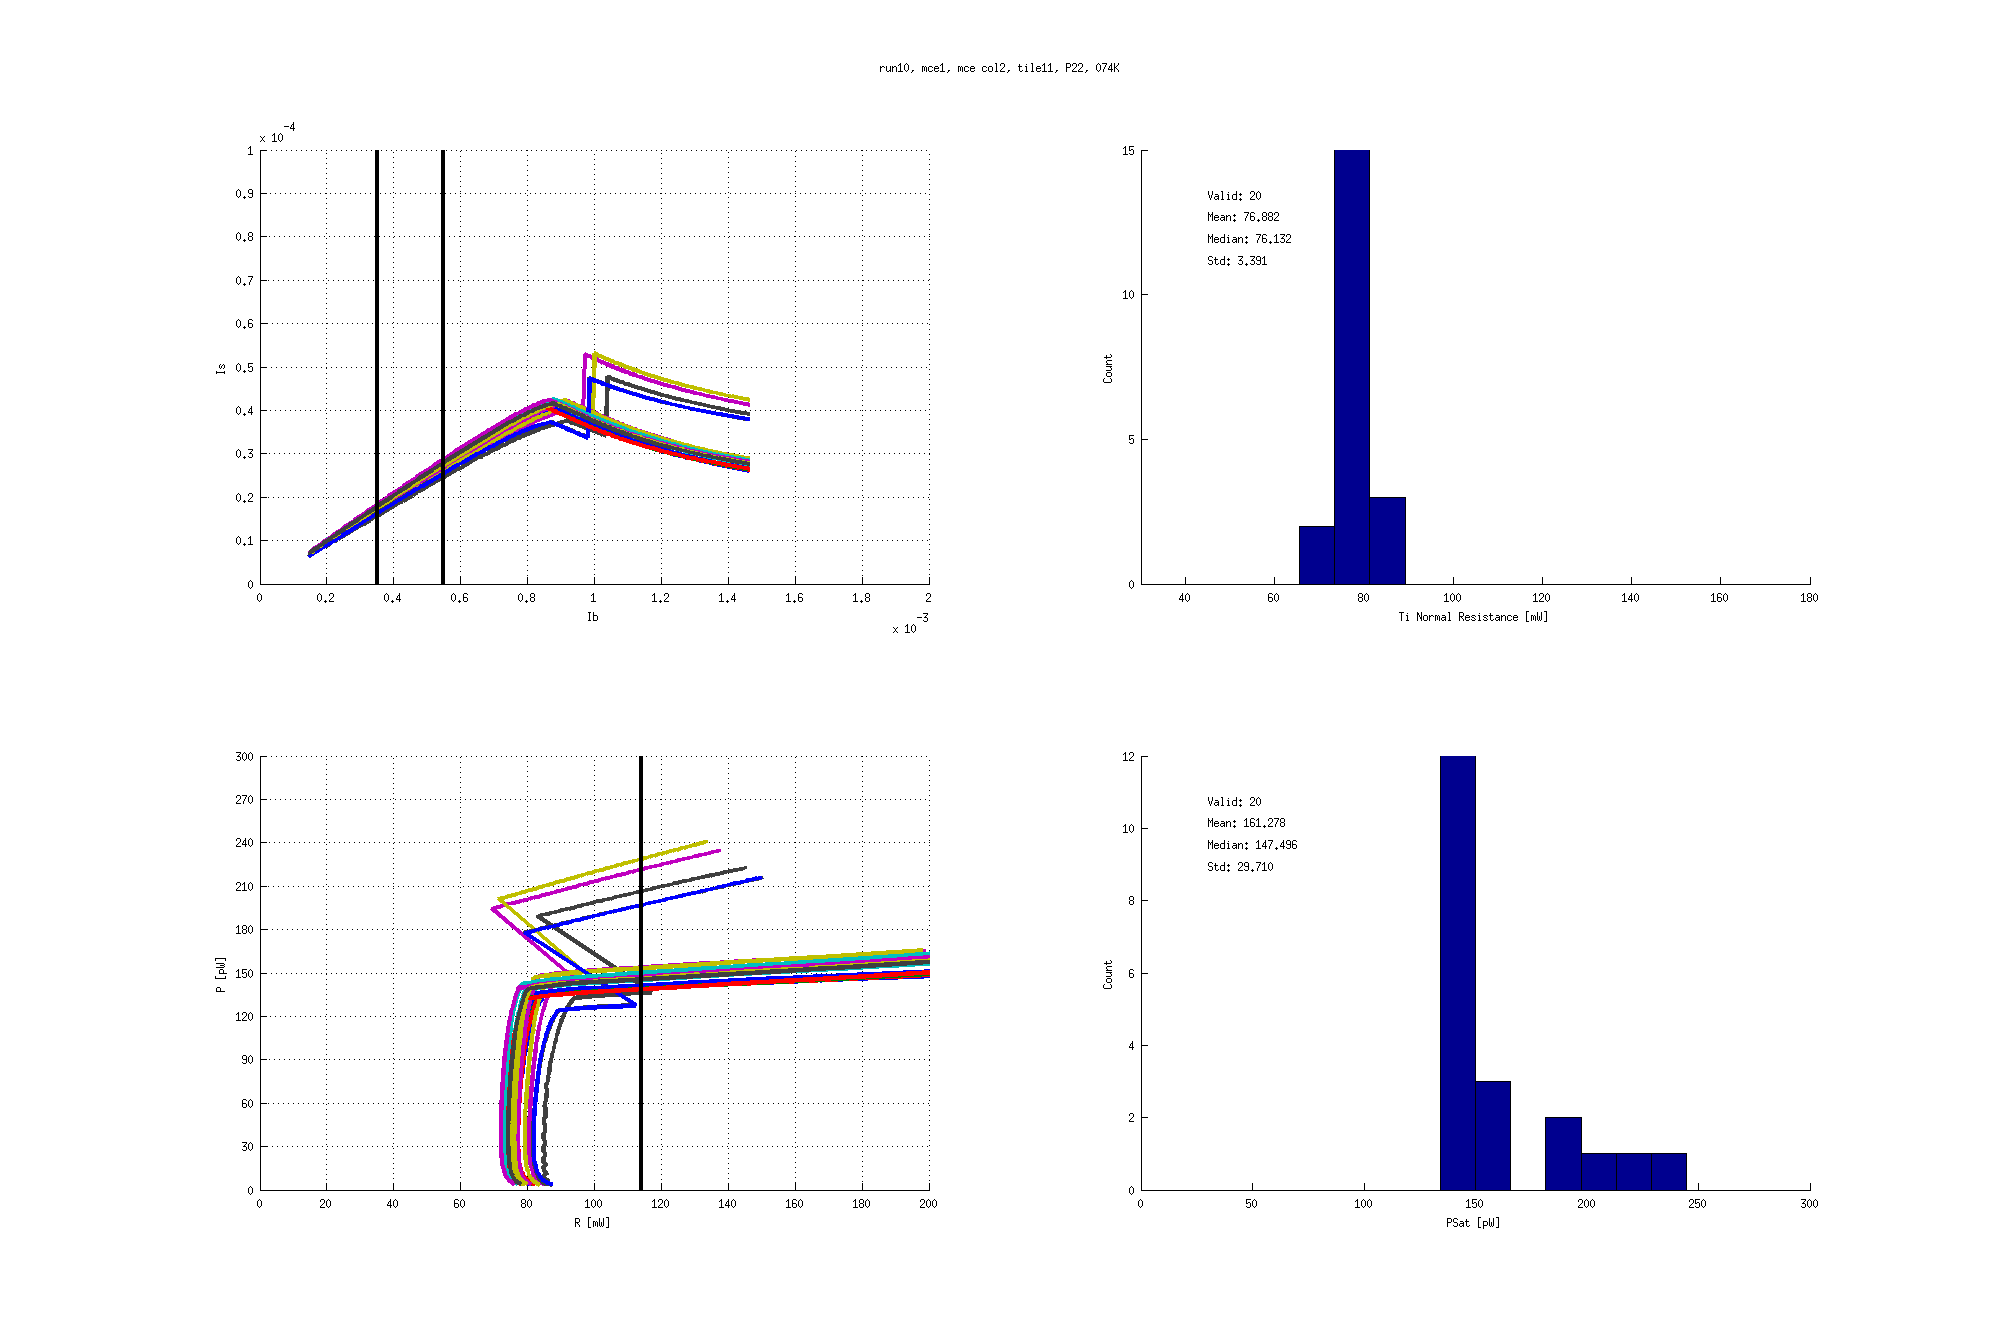 run10, mce1, mce col2, tile11, P22, 074K
x 10^-4
1
0.9
0.8
0.7
0.6
0.5
0.4
0.3
0.2
0.1
0
Is
0 0.2 0.4 0.6 0.8 1 1.2 1.4 1.6 1.8 2
Ib
x 10^-3
15
10
5
0
Count
Valid: 20
Mean: 76.882
Median: 76.132
Std: 3.391
40 60 80 100 120 140 160 180
Ti Normal Resistance [mW]
300
270
240
210
180
150
120
90
60
30
0
P [pW]
0 20 40 60 80 100 120 140 160 180 200
R [mW]
12
10
8
6
4
2
0
Count
Valid: 20
Mean: 161.278
Median: 147.496
Std: 29.710
0 50 100 150 200 250 300
PSat [pW]